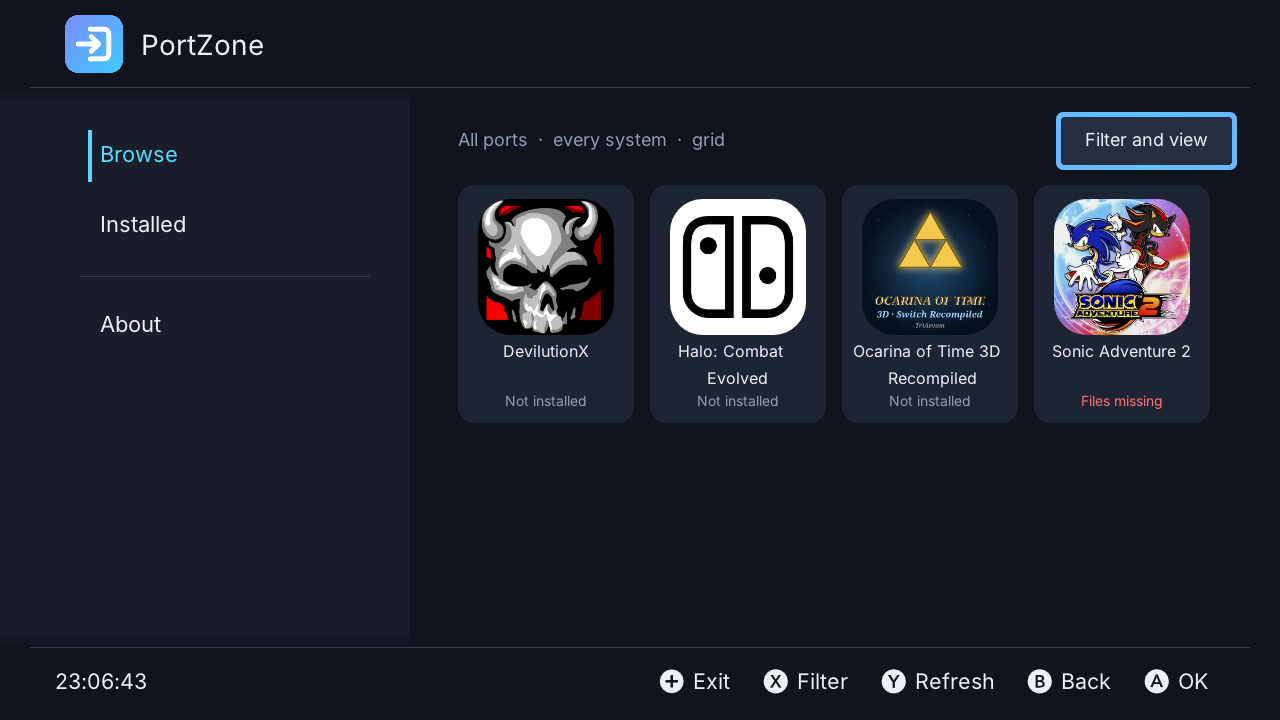 PortZone
Browse
Installed
About
All ports · every system · grid
Filter and view
DevilutionX
Not installed
Halo: Combat
Evolved
Not installed
OCARINA OF TIME
3D · Switch Recompiled
TriAevum
Ocarina of Time 3D
Recompiled
Not installed
SONIC
ADVENTURE 2
Sonic Adventure 2
Files missing
23:06:43
+ Exit
X Filter
Y Refresh
B Back
A OK